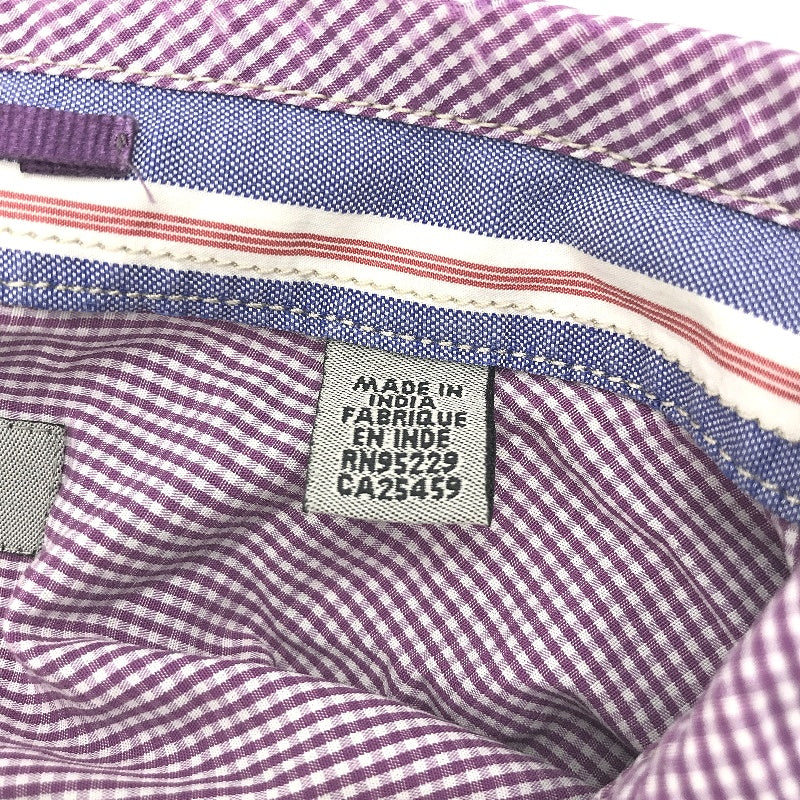 MADE IN
INDIA
FABRIQUE
EN INDE
RN95229
CA25459